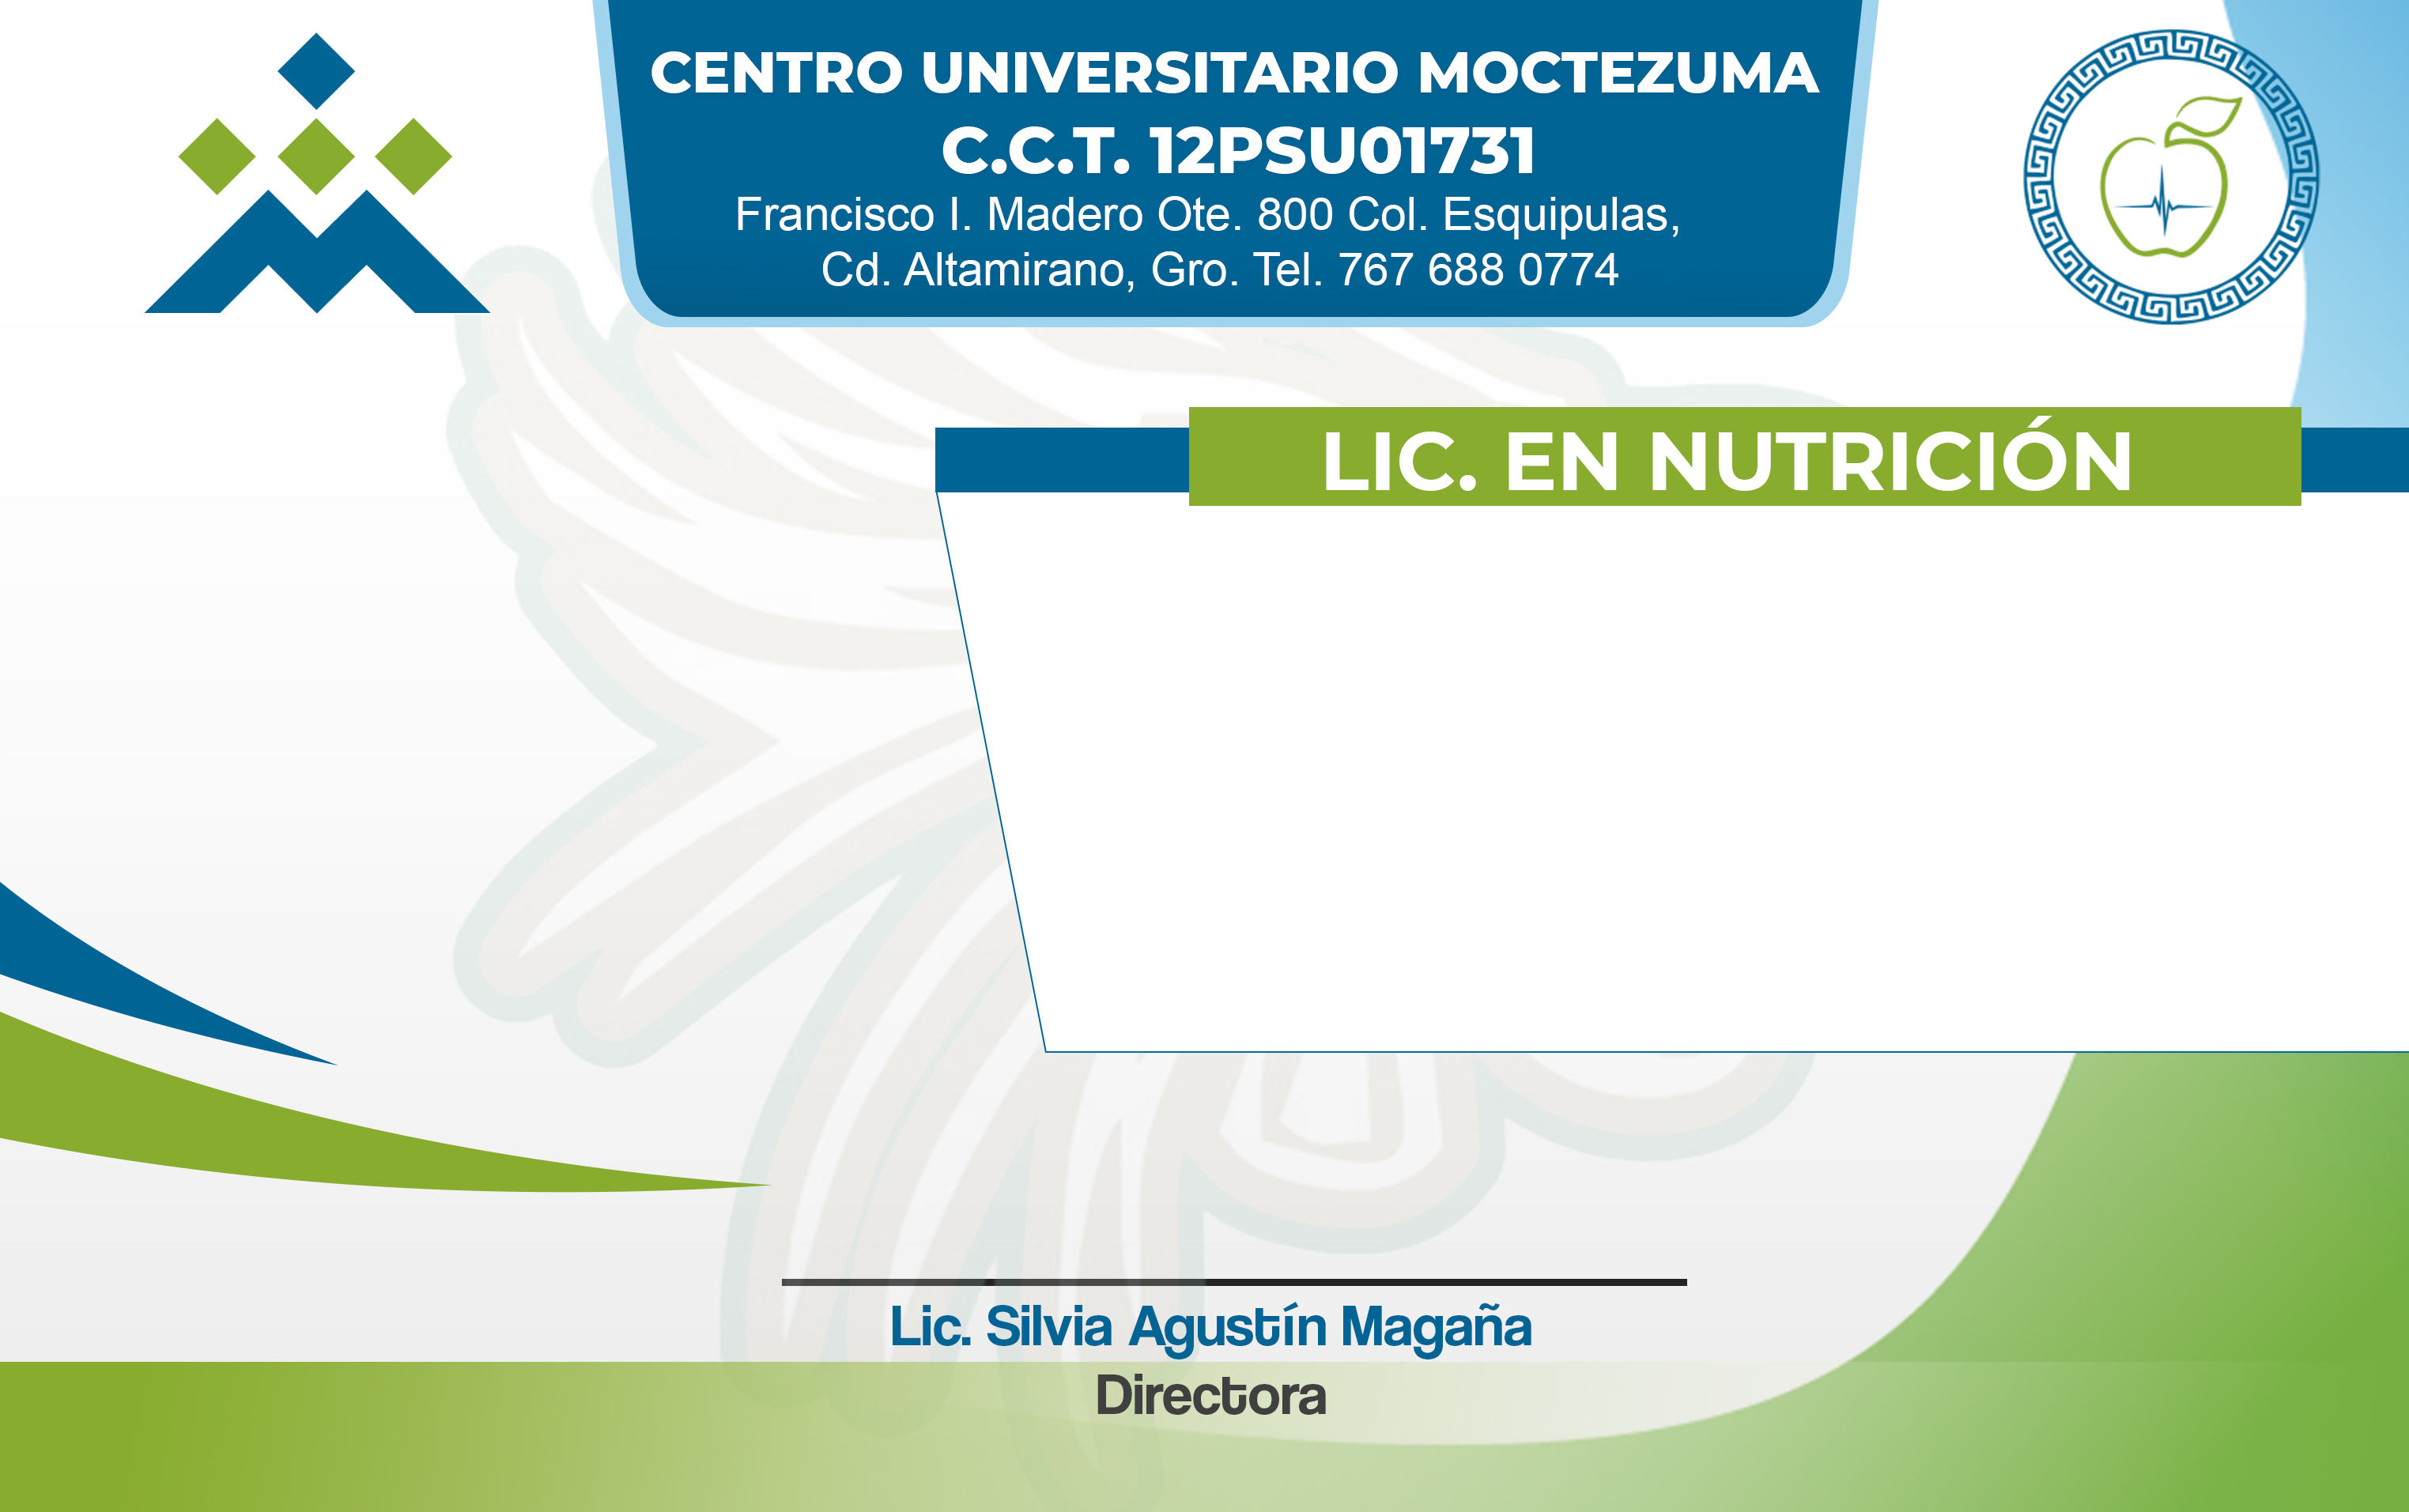 CENTRO UNIVERSITARIO MOCTEZUMA
C.C.T. 12PSU01731
Francisco I. Madero Ote. 800 Col. Esquipulas,
Cd. Altamirano, Gro. Tel. 767 688 0774
LIC. EN NUTRICIÓN
Lic. Silvia Agustín Magaña
Directora